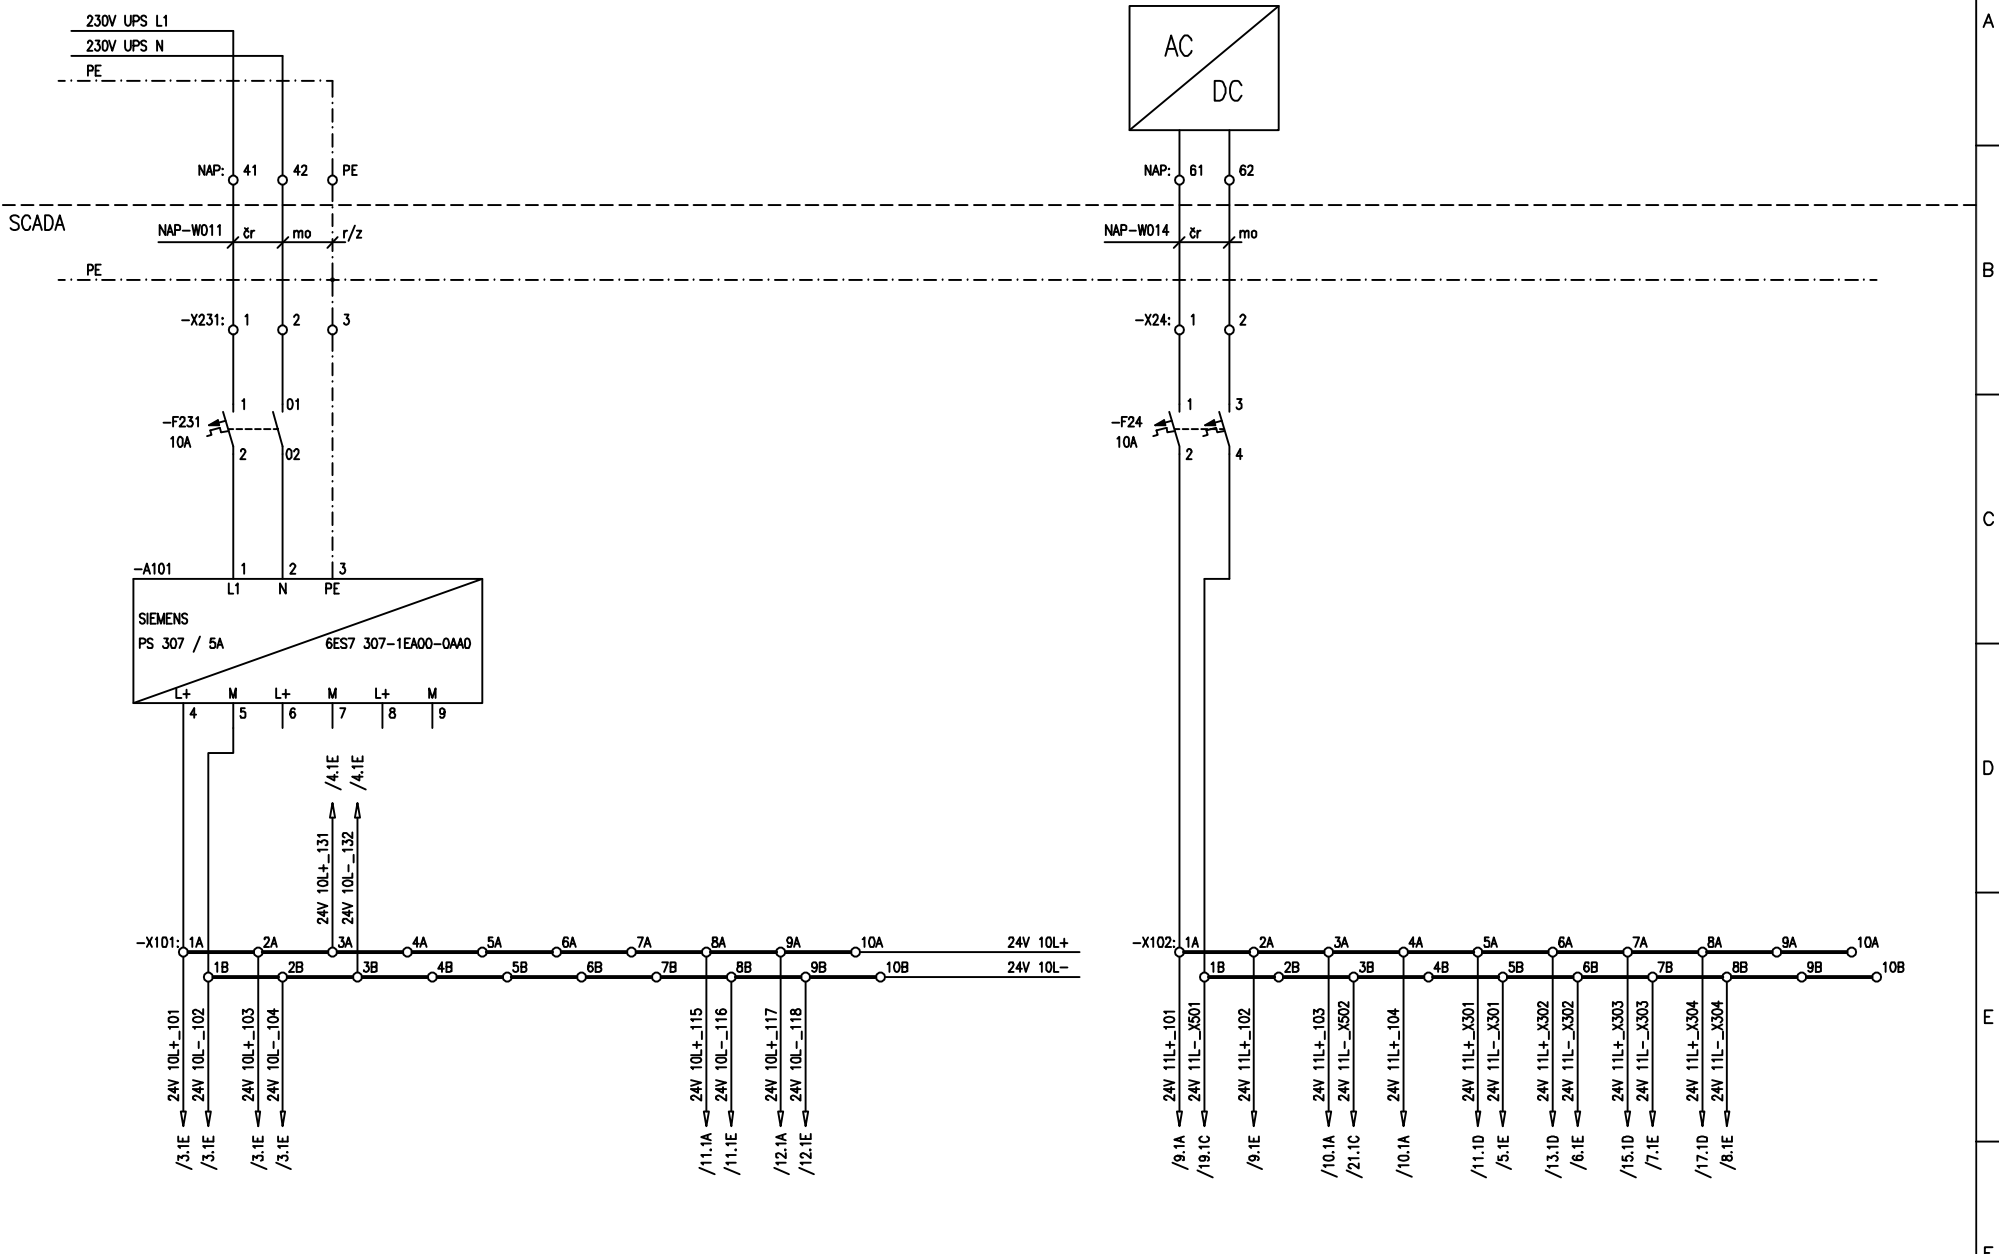 230V UPS L1
230V UPS N
PE
AC
DC
A
NAP: 41 42 PE
NAP: 61 62
SCADA
NAP-W011 čr mo r/z
NAP-W014 čr mo
PE
B
-X231: 1 2 3
-X24: 1 2
1 01
-F231
10A
2 02
1 3
-F24
10A
2 4
C
-A101 1 2 3
L1 N PE
SIEMENS
PS 307 / 5A 6ES7 307-1EA00-0AA0
L+ M L+ M L+ M
4 5 6 7 8 9
D
/4.1E
/4.1E
24V 10L+_131
24V 10L-_132
-X101: 1A 2A 3A 4A 5A 6A 7A 8A 9A 10A 24V 10L+
1B 2B 3B 4B 5B 6B 7B 8B 9B 10B 24V 10L-
-X102: 1A 2A 3A 4A 5A 6A 7A 8A 9A 10A
1B 2B 3B 4B 5B 6B 7B 8B 9B 10B
E
24V 10L+_101
24V 10L-_102
24V 10L+_103
24V 10L-_104
24V 10L+_115
24V 10L-_116
24V 10L+_117
24V 10L-_118
24V 11L+_101
24V 11L-_X501
24V 11L+_102
24V 11L+_103
24V 11L-_X502
24V 11L+_104
24V 11L+_X301
24V 11L-_X301
24V 11L+_X302
24V 11L-_X302
24V 11L+_X303
24V 11L-_X303
24V 11L+_X304
24V 11L-_X304
/3.1E
/3.1E
/3.1E
/3.1E
/11.1A
/11.1E
/12.1A
/12.1E
/9.1A
/19.1C
/9.1E
/10.1A
/21.1C
/10.1A
/11.1D
/5.1E
/13.1D
/6.1E
/15.1D
/7.1E
/17.1D
/8.1E